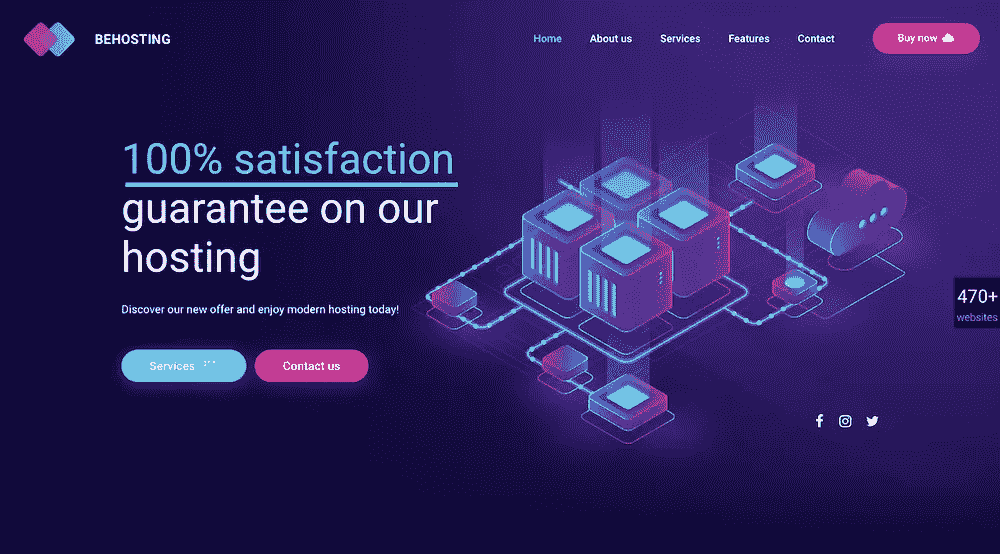 BEHOSTING
Home
About us
Services
Features
Contact
Buy now
100% satisfaction
guarantee on our
hosting
Discover our new offer and enjoy modern hosting today!
Services
Contact us
470+
websites